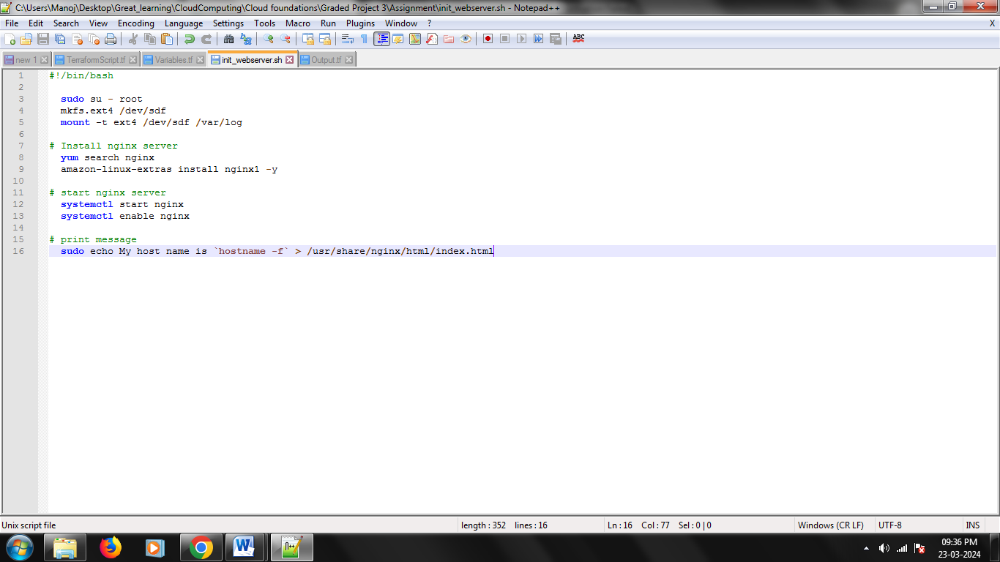 C:\Users\Manoj\Desktop\Great_learning\CloudComputing\Cloud foundations\Graded Project 3\Assignment\init_webserver.sh - Notepad++
File Edit Search View Encoding Language Settings Tools Macro Run Plugins Window ? X
ABC
new 1 TerraformScript.tf Variables.tf init_webserver.sh Output.tf
1 #!/bin/bash
2
3 sudo su - root
4 mkfs.ext4 /dev/sdf
5 mount -t ext4 /dev/sdf /var/log
6
7 # Install nginx server
8 yum search nginx
9 amazon-linux-extras install nginx1 -y
10
11 # start nginx server
12 systemctl start nginx
13 systemctl enable nginx
14
15 # print message
16 sudo echo My host name is `hostname -f` > /usr/share/nginx/html/index.html
Unix script file length : 352 lines : 16 Ln : 16 Col : 77 Sel : 0 | 0 Windows (CR LF) UTF-8 INS
09:36 PM
23-03-2024